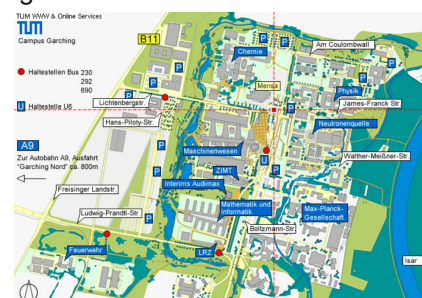 TUM WWW & Online Services
TUM
Campus Garching
B11
Haltestellen Bus 230
292
690
U Haltestelle U6
A9
Zur Autobahn A9, Ausfahrt
"Garching Nord" ca. 800m
Freisinger Landstr.
Ludwig-Prandtl-Str.
Feuerwehr
Lichtenbergstr.
Hans-Piloty-Str.
Chemie
Mensa
Am Coulombwall
Physik
James-Franck Str.
Neutronenquelle
Walther-Meißner-Str.
Maschinenwesen
ZIMT
U
Interims Audimax
Mathematik und
Informatik
Max-Planck-
Gesellschaft
Boltzmann-Str.
LRZ
Isar
P
P
P
P
P
P
P
P
P
P